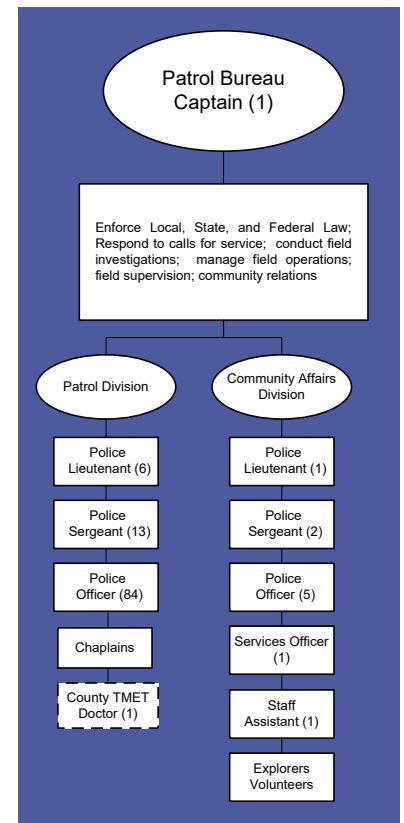 Patrol Bureau
Captain (1)
Enforce Local, State, and Federal Law;
Respond to calls for service; conduct field
investigations; manage field operations;
field supervision; community relations
Patrol Division
Community Affairs
Division
Police
Lieutenant (6)
Police
Sergeant (13)
Police
Officer (84)
Chaplains
County TMET
Doctor (1)
Police
Lieutenant (1)
Police
Sergeant (2)
Police
Officer (5)
Services Officer
(1)
Staff
Assistant (1)
Explorers
Volunteers